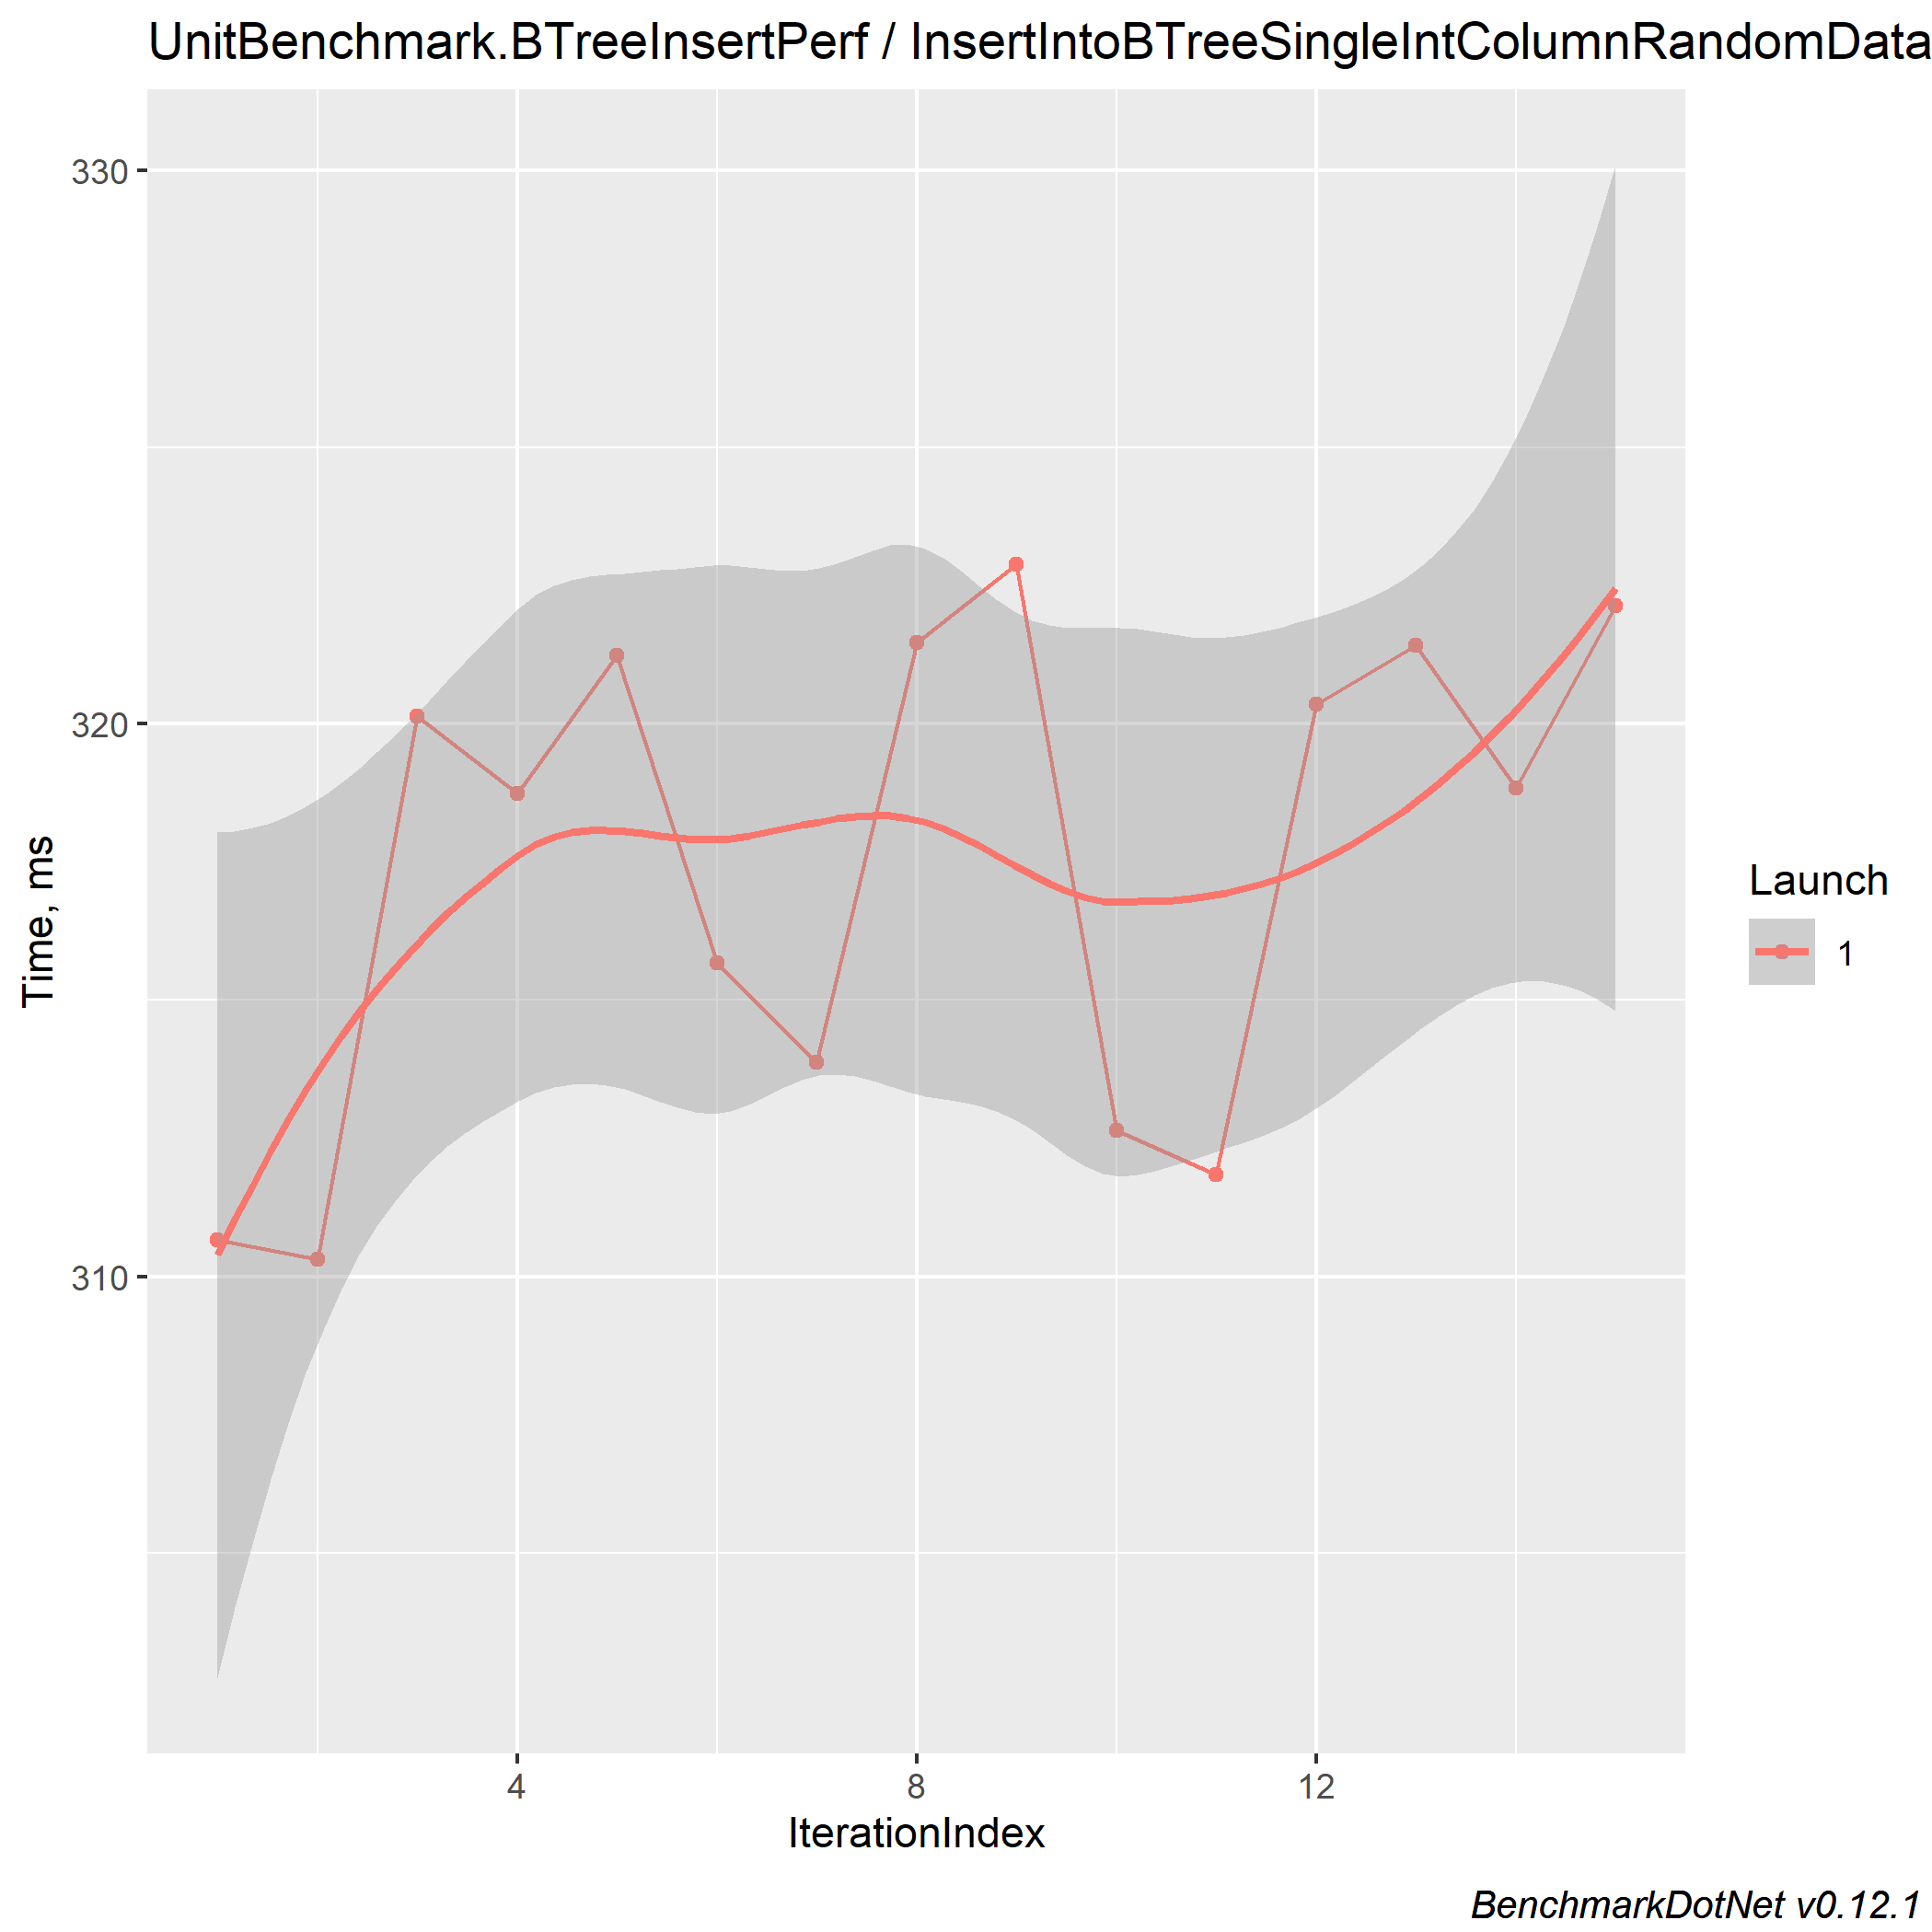 UnitBenchmark.BTreeInsertPerf / InsertIntoBTreeSingleIntColumnRandomData
330
320
310
Time, ms
4 8 12
IterationIndex
Launch
1
BenchmarkDotNet v0.12.1